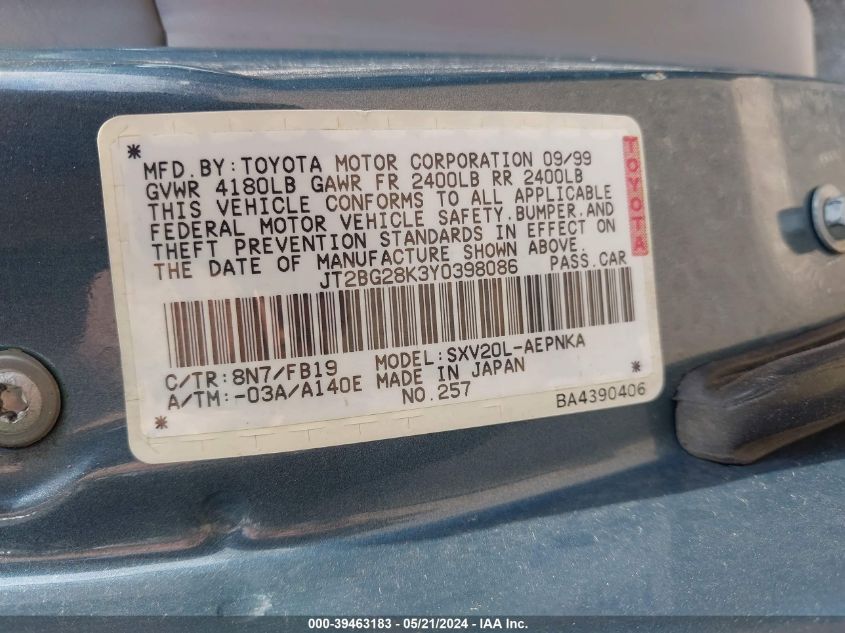 MFD. BY: TOYOTA MOTOR CORPORATION 09/99
GVWR 4180LB GAWR FR 2400LB RR 2400LB
THIS VEHICLE CONFORMS TO ALL APPLICABLE
FEDERAL MOTOR VEHICLE SAFETY, BUMPER, AND
THEFT PREVENTION STANDARDS IN EFFECT ON
THE DATE OF MANUFACTURE SHOWN ABOVE.
JT2BG28K3Y0398086 PASS. CAR
TOYOTA
C/TR: 8N7/FB19 MODEL: SXV20L-AEPNKA
A/TM: -03A/A140E MADE IN JAPAN
NO. 257 BA4390406
000-39463183 / 05/21/2024 - IAA Inc.